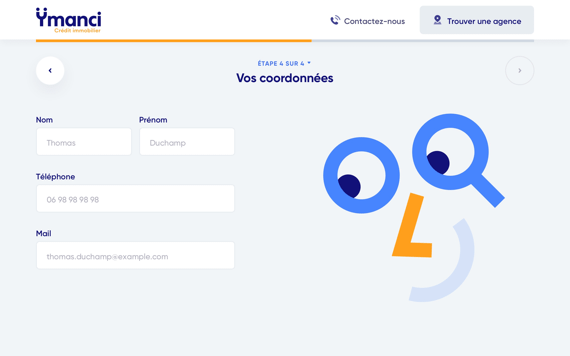 Ymanci
Crédit immobilier
Contactez-nous
Trouver une agence
ÉTAPE 4 SUR 4
Vos coordonnées
Nom
Prénom
Thomas
Duchamp
Téléphone
06 98 98 98 98
Mail
thomas.duchamp@example.com